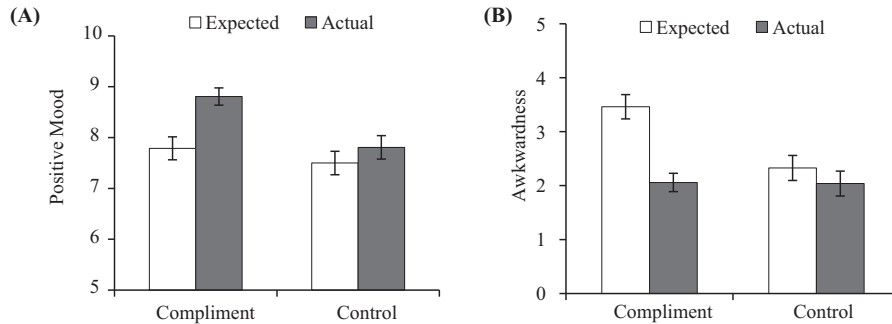 (A)
Expected Actual
10
9
8
7
6
5
Positive Mood
Compliment Control
(B)
Expected Actual
5
4
3
2
1
0
Awkwardness
Compliment Control